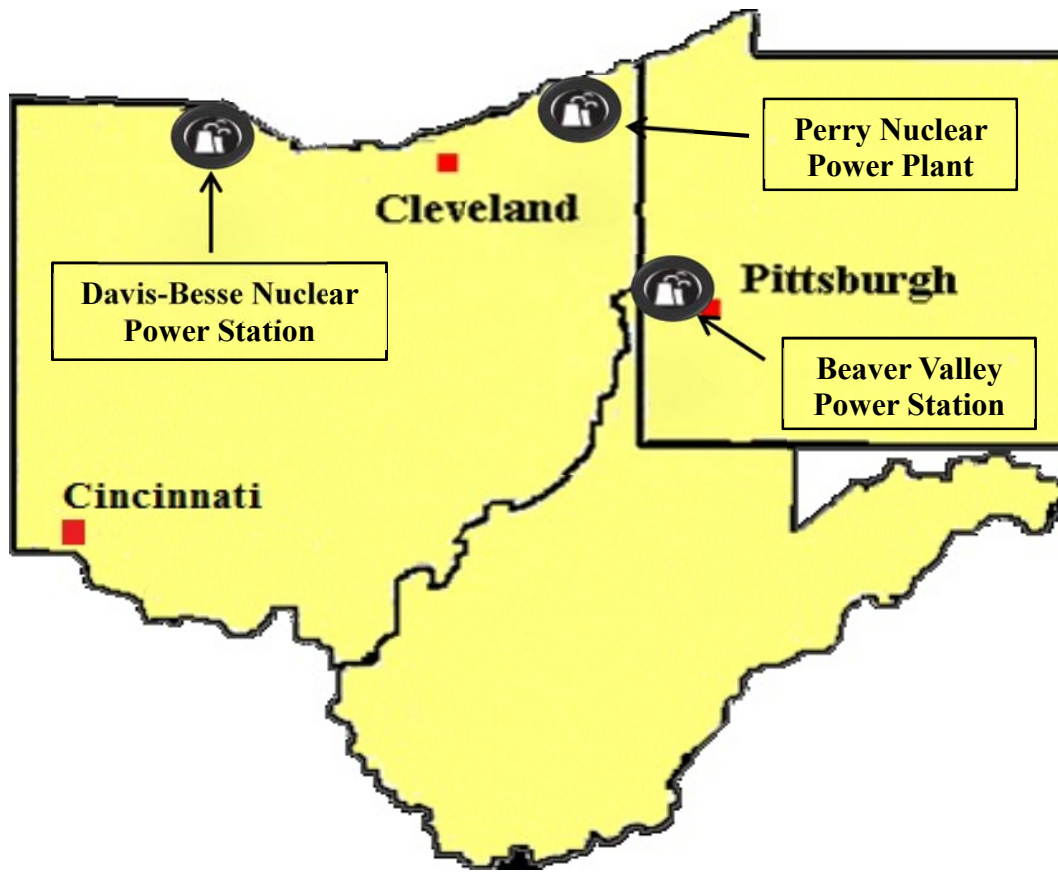 Perry Nuclear
Power Plant
Cleveland
Davis-Besse Nuclear
Power Station
Pittsburgh
Beaver Valley
Power Station
Cincinnati